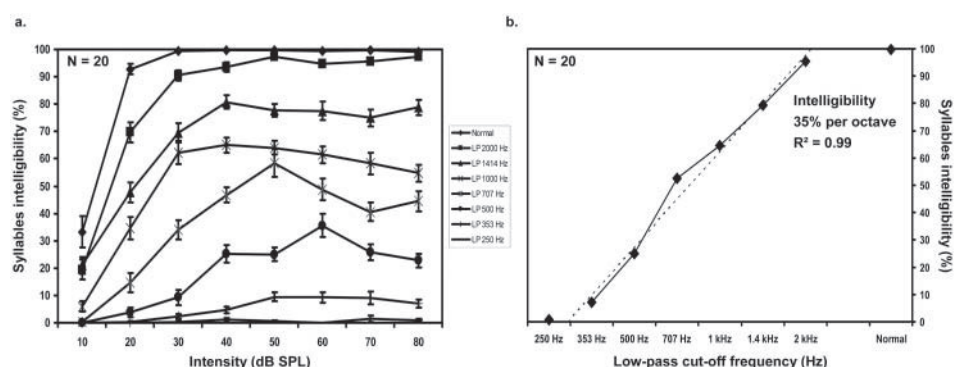 a.
N = 20
Syllables intelligibility (%)
100
90
80
70
60
50
40
30
20
10
0
10 20 30 40 50 60 70 80
Intensity (dB SPL)
Normal
LP 2000 Hz
LP 1414 Hz
LP 1000 Hz
LP 707 Hz
LP 500 Hz
LP 353 Hz
LP 250 Hz
b.
N = 20
Intelligibility
35% per octave
R² = 0.99
100
90
80
70
60
50
40
30
20
10
0
Syllables intelligibility (%)
250 Hz 353 Hz 500 Hz 707 Hz 1 kHz 1.4 kHz 2 kHz Normal
Low-pass cut-off frequency (Hz)